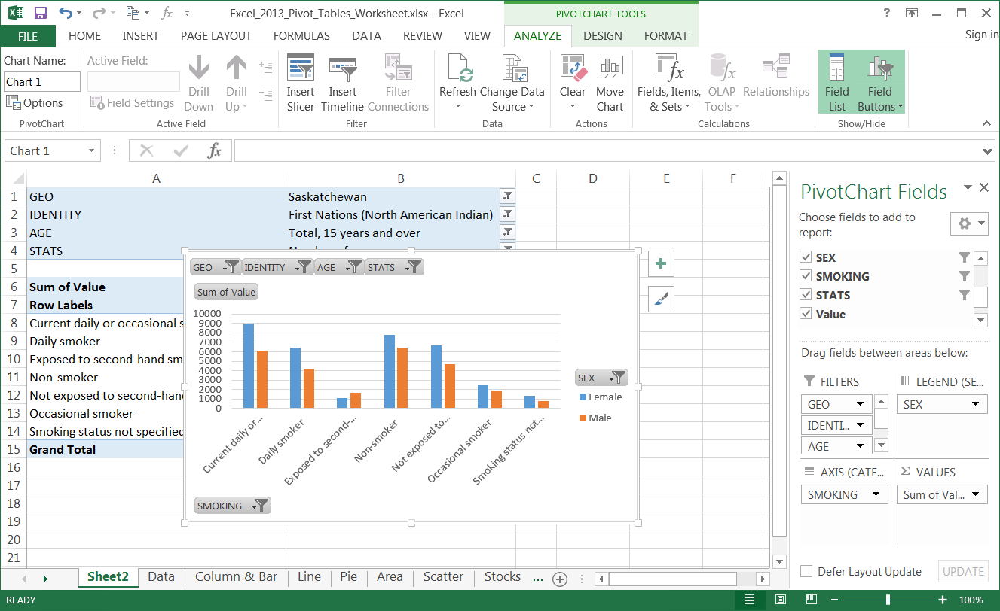 Excel_2013_Pivot_Tables_Worksheet.xlsx - Excel
PIVOTCHART TOOLS
?
FILE HOME INSERT PAGE LAYOUT FORMULAS DATA REVIEW VIEW ANALYZE DESIGN FORMAT Sign in
Chart Name:
Chart 1
Options
PivotChart
Active Field:
Field Settings
Drill Down
Drill Up
Active Field
Insert Slicer
Insert Timeline
Filter Connections
Filter
Refresh
Change Data Source
Data
Clear
Move Chart
Actions
Fields, Items, & Sets
OLAP Tools
Relationships
Calculations
Field List
Field Buttons
Show/Hide
Chart 1
fx
A B C D E F
1 GEO Saskatchewan
2 IDENTITY First Nations (North American Indian)
3 AGE Total, 15 years and over
4 STATS
5
6 Sum of Value
7 Row Labels
8 Current daily or occasional s
9 Daily smoker
10 Exposed to second-hand sm
11 Non-smoker
12 Not exposed to second-han
13 Occasional smoker
14 Smoking status not specified
15 Grand Total
16
17
18
19
20
21
GEO IDENTITY AGE STATS
Sum of Value
10000
9000
8000
7000
6000
5000
4000
3000
2000
1000
0
Current daily or...
Daily smoker
Exposed to second-...
Non-smoker
Not exposed to...
Occasional smoker
Smoking status not...
SEX
Female
Male
SMOKING
PivotChart Fields
Choose fields to add to
report:
SEX
SMOKING
STATS
Value
Drag fields between areas below:
FILTERS
GEO
IDENTI...
AGE
LEGEND (SE...
SEX
AXIS (CATE...
SMOKING
Σ VALUES
Sum of Val...
Defer Layout Update UPDATE
Sheet2 Data Column & Bar Line Pie Area Scatter Stocks ...
READY
100%